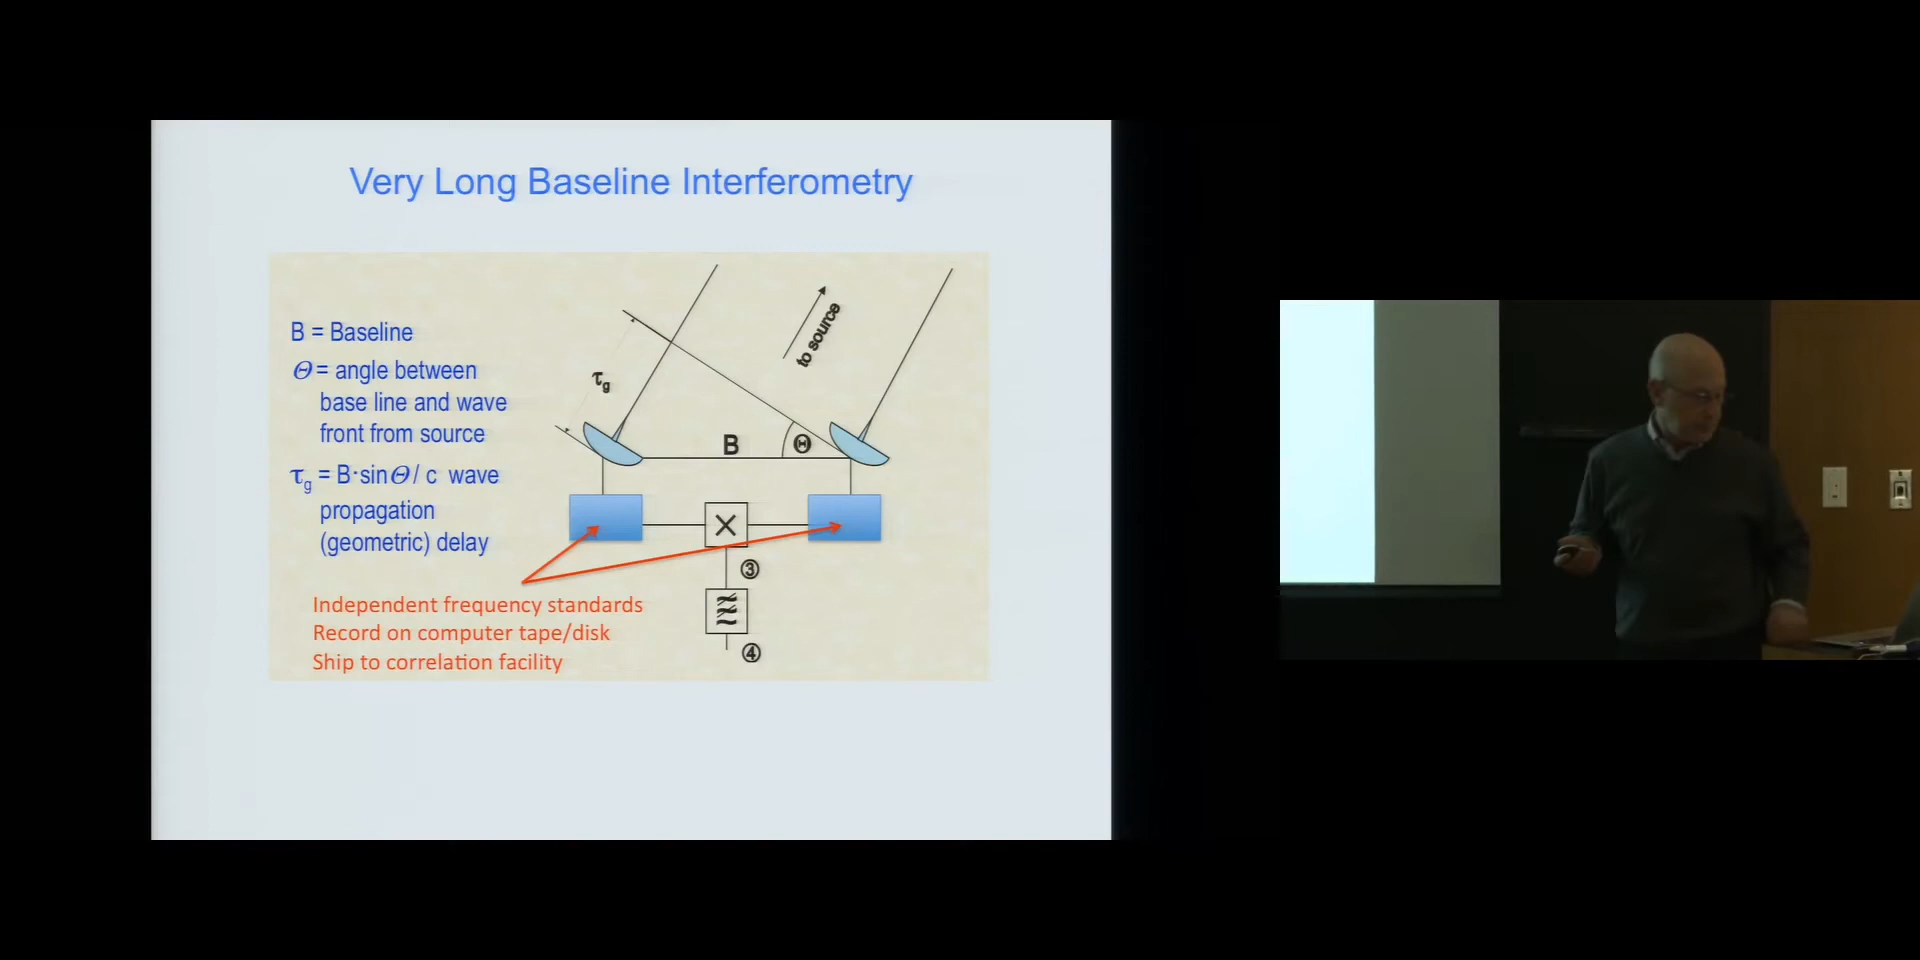 Very Long Baseline Interferometry
B = Baseline
Θ = angle between
base line and wave
front from source
τg = B·sinΘ / c wave
propagation
(geometric) delay
to source
τg
B
Θ
③
④
Independent frequency standards
Record on computer tape/disk
Ship to correlation facility